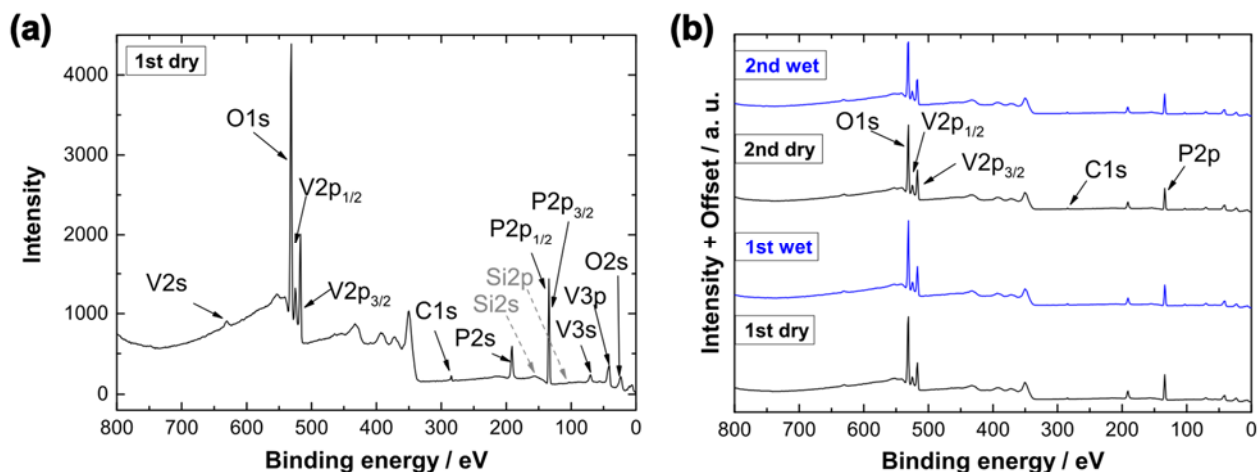 (a)
1st dry
Intensity
4000
3000
2000
1000
0
O1s
V2p1/2
V2s
V2p3/2
C1s
P2s
Si2s
Si2p
P2p1/2
P2p3/2
O2s
V3p
V3s
800 700 600 500 400 300 200 100 0
Binding energy / eV
(b)
Intensity + Offset / a. u.
2nd wet
O1s
V2p1/2
2nd dry
V2p3/2
C1s
P2p
1st wet
1st dry
800 700 600 500 400 300 200 100 0
Binding energy / eV